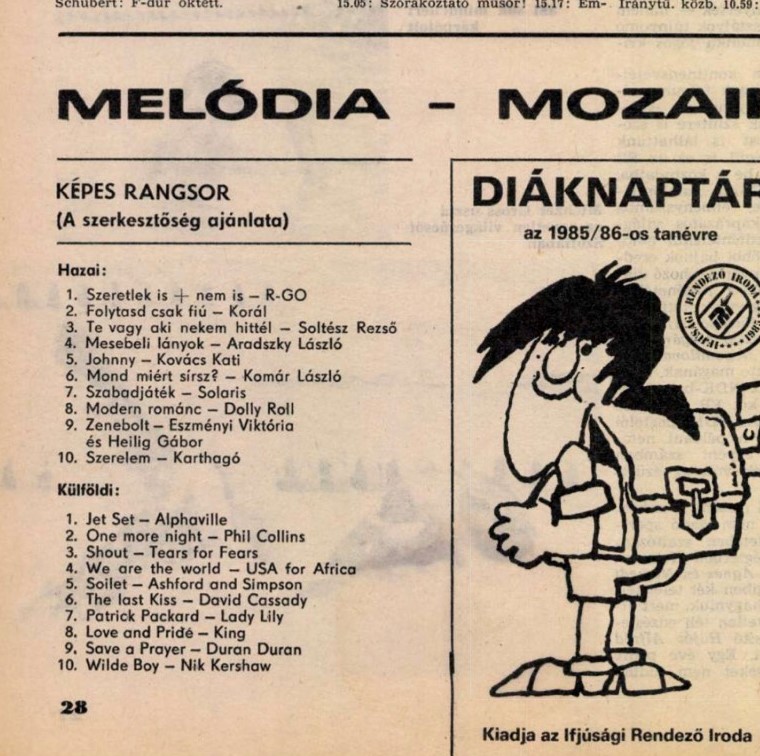 Schubert: F-dúr oktett.
15.05: Szórakoztató műsor! 15.17: Em- Iránytű. közb. 10.59:
MELÓDIA – MOZAI
KÉPES RANGSOR
(A szerkesztőség ajánlata)
Hazai:
1. Szeretlek is + nem is – R-GO
2. Folytasd csak fiú – Korál
3. Te vagy aki nekem hittél – Soltész Rezső
4. Mesebeli lányok – Aradszky László
5. Johnny – Kovács Kati
6. Mond miért sírsz? – Komár László
7. Szabadjáték – Solaris
8. Modern románc – Dolly Roll
9. Zenebolt – Eszményi Viktória
és Heilig Gábor
10. Szerelem – Karthagó
Külföldi:
1. Jet Set – Alphaville
2. One more night – Phil Collins
3. Shout – Tears for Fears
4. We are the world – USA for Africa
5. Soilet – Ashford and Simpson
6. The last Kiss – David Cassady
7. Patrick Packard – Lady Lily
8. Love and Pridé – King
9. Save a Prayer – Duran Duran
10. Wilde Boy – Nik Kershaw
28
DIÁKNAPTÁR
az 1985/86-os tanévre
IFJÚSÁGI RENDEZŐ IRODA
Kiadja az Ifjúsági Rendező Iroda